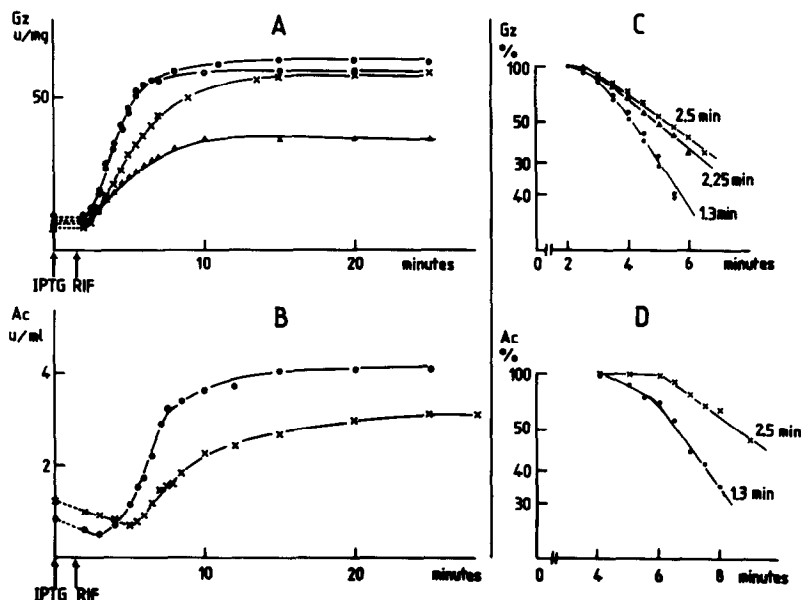 Gz
u/mg
A
50
10
20
minutes
IPTG RIF
Gz
%
C
100
50
30
40
2.5 min
2.25 min
1.3 min
0
2
4
6
minutes
Ac
u/ml
B
4
2
10
20
minutes
IPTG RIF
Ac
%
D
100
50
40
30
2.5 min
1.3 min
0
4
6
8
minutes